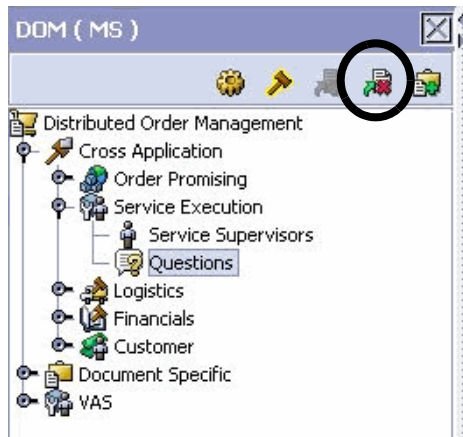 DOM ( MS )
Distributed Order Management
Cross Application
Order Promising
Service Execution
Service Supervisors
Questions
Logistics
Financials
Customer
Document Specific
VAS